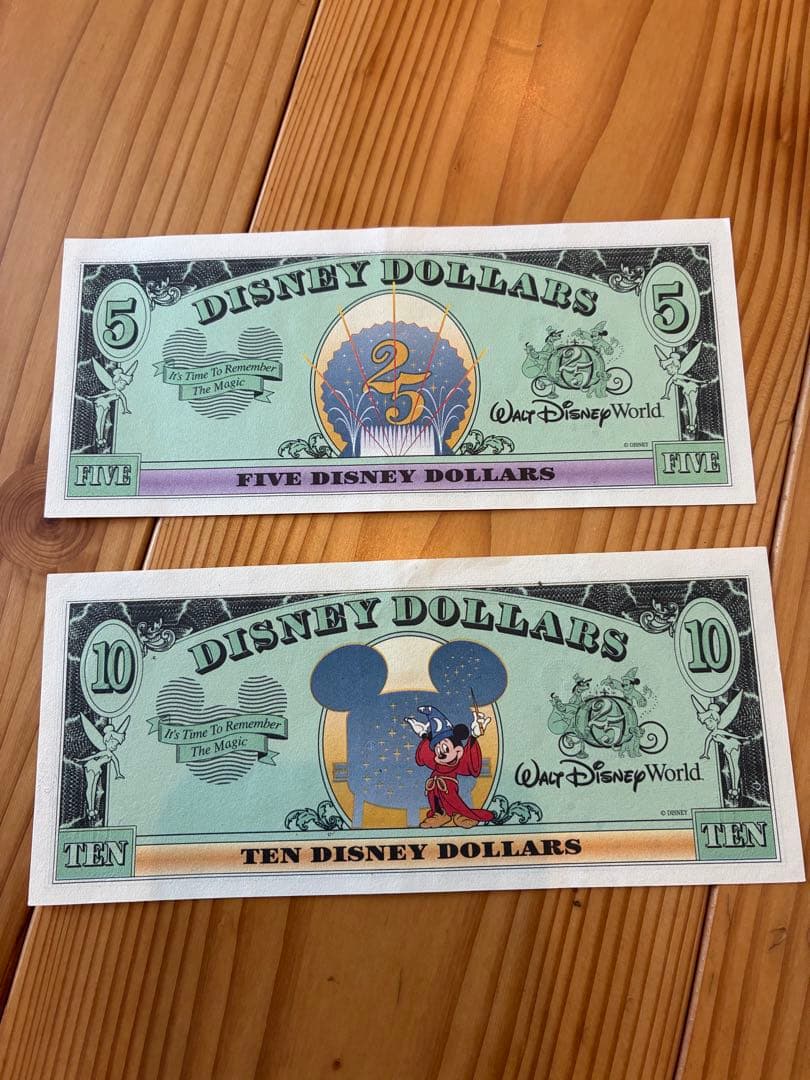 DISNEY DOLLARS
5
5
It's Time To Remember
The Magic
25
25
WALT DISNEY World
© DISNEY
FIVE
FIVE DISNEY DOLLARS
FIVE
DISNEY DOLLARS
10
10
It's Time To Remember
The Magic
25
WALT DISNEY World
© DISNEY
TEN
TEN DISNEY DOLLARS
TEN